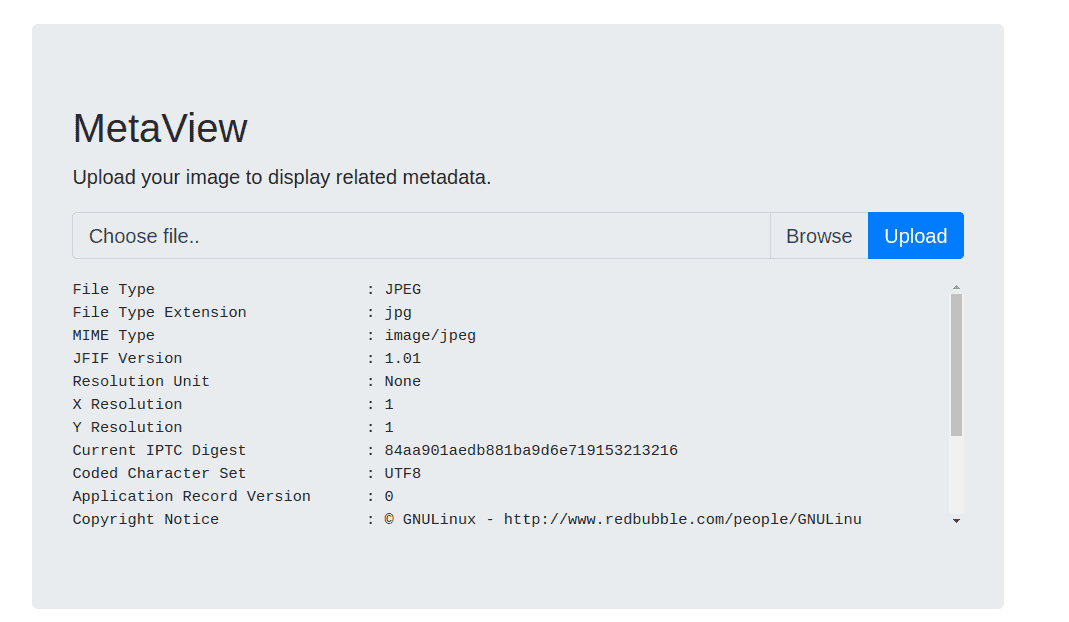 MetaView
Upload your image to display related metadata.
Choose file.. Browse Upload
File Type : JPEG
File Type Extension : jpg
MIME Type : image/jpeg
JFIF Version : 1.01
Resolution Unit : None
X Resolution : 1
Y Resolution : 1
Current IPTC Digest : 84aa901aedb881ba9d6e719153213216
Coded Character Set : UTF8
Application Record Version : 0
Copyright Notice : © GNULinux - http://www.redbubble.com/people/GNULinu